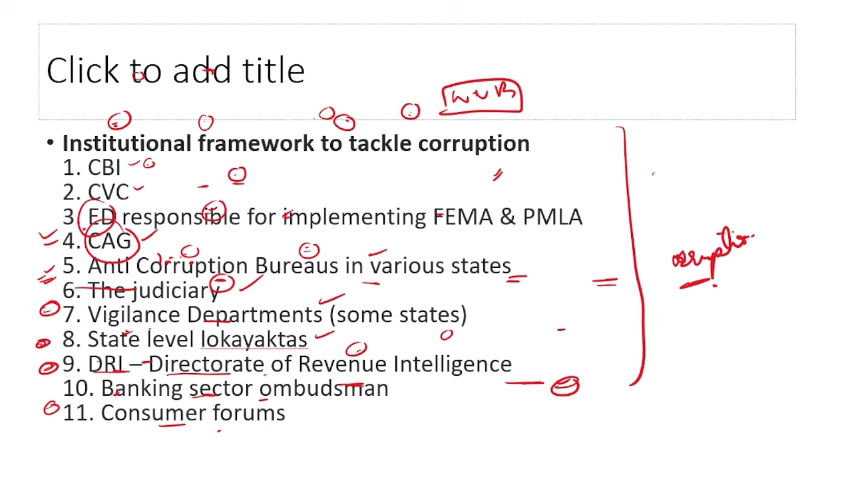 Click to add title
• Institutional framework to tackle corruption
1. CBI
2. CVC
3. ED responsible for implementing FEMA & PMLA
4. CAG
5. Anti Corruption Bureaus in various states
6. The judiciary
7. Vigilance Departments (some states)
8. State level lokayaktas
9. DRI – Directorate of Revenue Intelligence
10. Banking sector ombudsman
11. Consumer forums